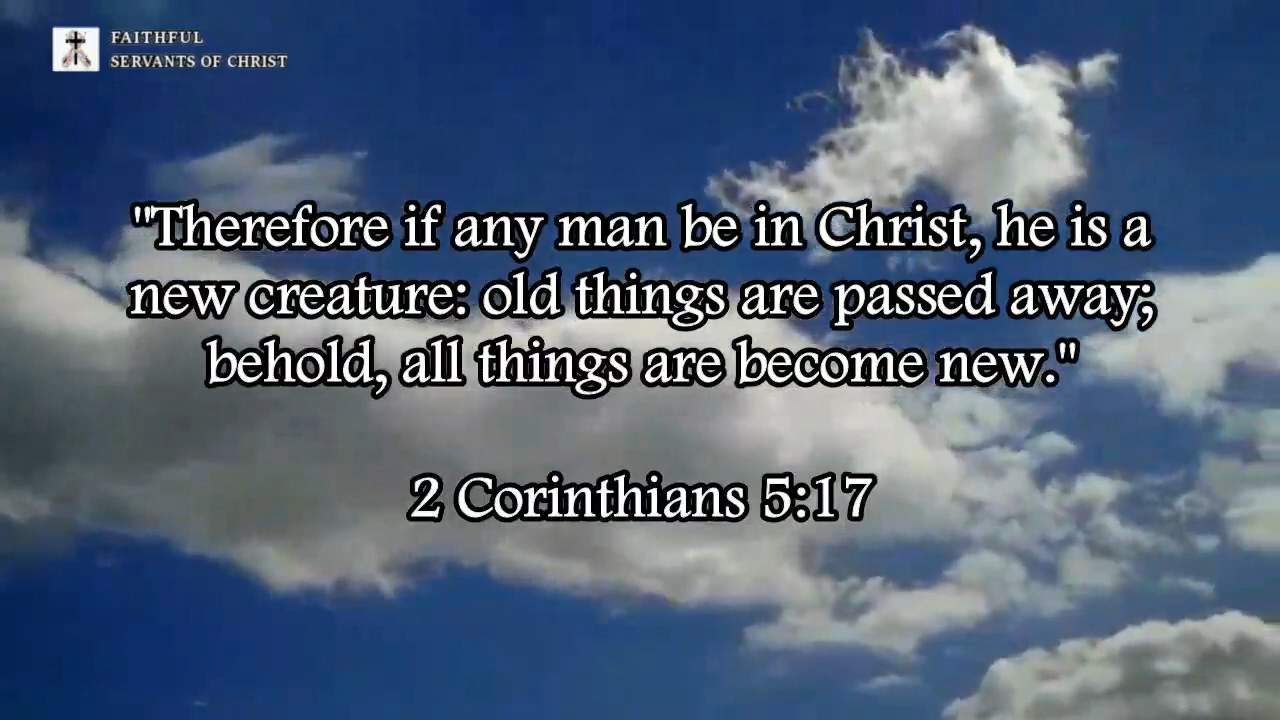 FAITHFUL
SERVANTS OF CHRIST
"Therefore if any man be in Christ, he is a
new creature: old things are passed away;
behold, all things are become new."
2 Corinthians 5:17